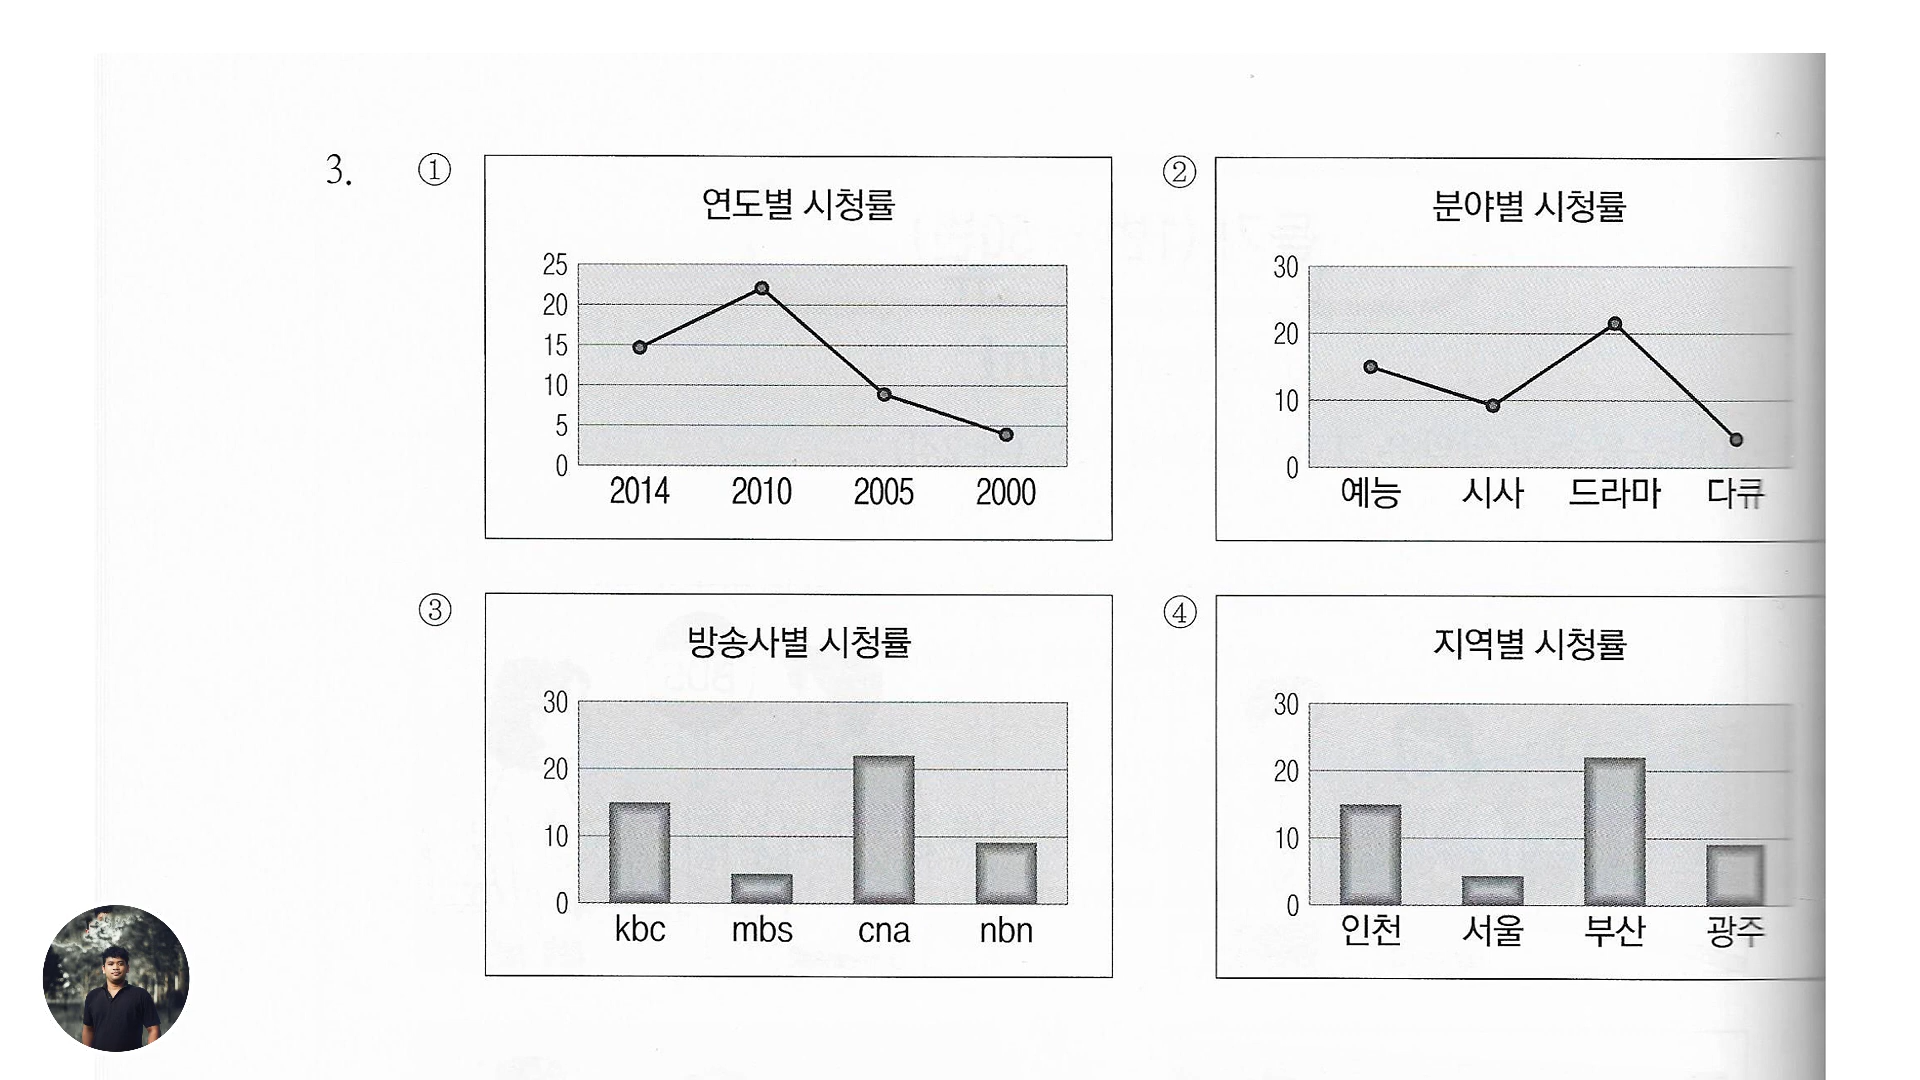 3.
①
연도별 시청률
25
20
15
10
5
0
2014 2010 2005 2000
②
분야별 시청률
30
20
10
0
예능 시사 드라마 다큐
③
방송사별 시청률
30
20
10
0
kbc mbs cna nbn
④
지역별 시청률
30
20
10
0
인천 서울 부산 광주